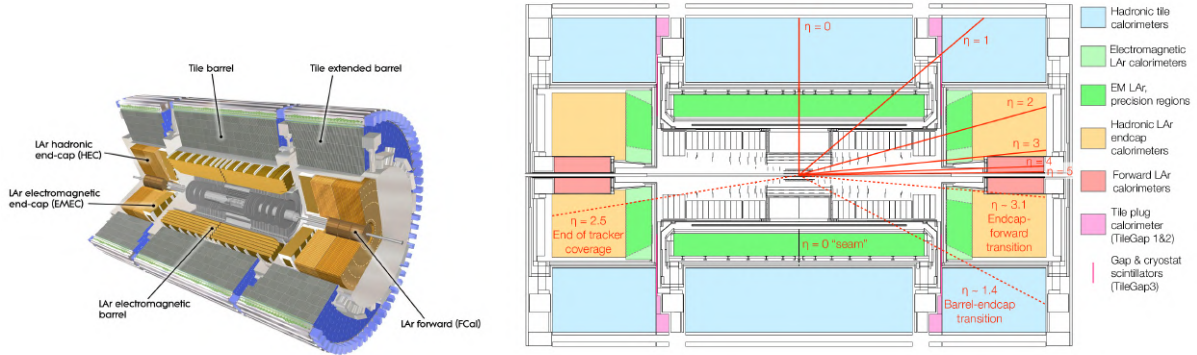 Tile barrel
Tile extended barrel
LAr hadronic
end-cap (HEC)
LAr electromagnetic
end-cap (EMEC)
LAr electromagnetic
barrel
LAr forward (FCal)
η = 0
η = 1
η = 2
η = 3
η = 4
η = 5
η = 2.5
End of tracker
coverage
η = 0 "seam"
η ~ 3.1
Endcap-
forward
transition
η ~ 1.4
Barrel-endcap
transition
Hadronic tile
calorimeters
Electromagnetic
LAr calorimeters
EM LAr,
precision regions
Hadronic LAr
endcap
calorimeters
Forward LAr
calorimeters
Tile plug
calorimeter
(TileGap 1&2)
Gap & cryostat
scintillators
(TileGap3)